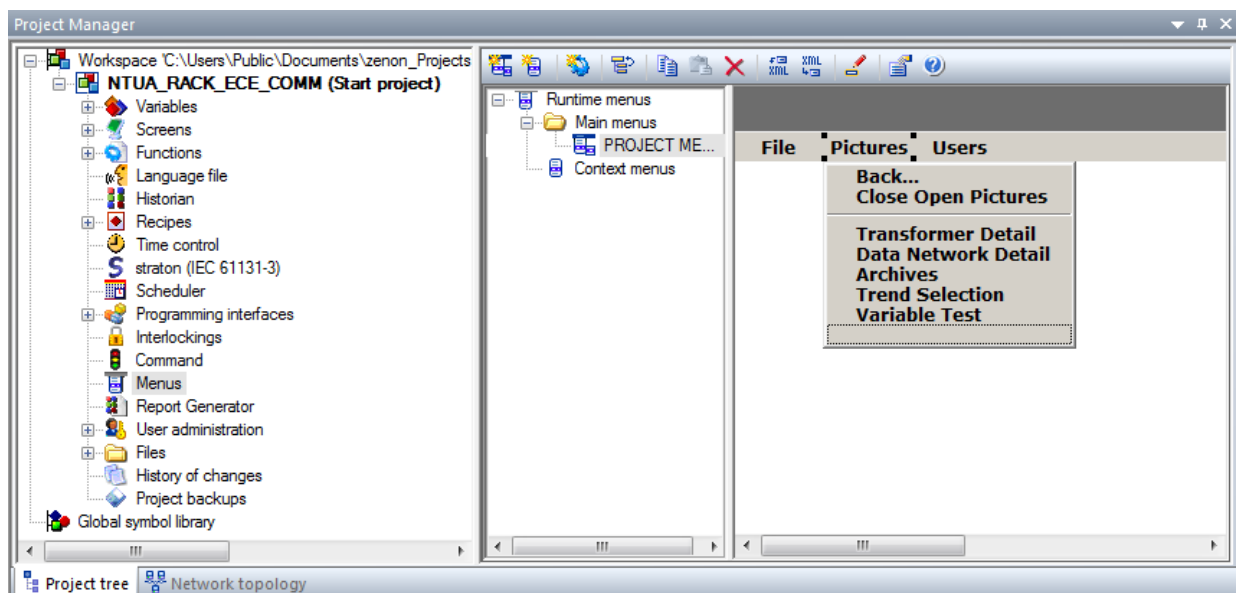 Project Manager
Workspace 'C:\Users\Public\Documents\zenon_Projects
NTUA_RACK_ECE_COMM (Start project)
Variables
Screens
Functions
Language file
Historian
Recipes
Time control
straton (IEC 61131-3)
Scheduler
Programming interfaces
Interlockings
Command
Menus
Report Generator
User administration
Files
History of changes
Project backups
Global symbol library
Project tree
Network topology
XML
XML
Runtime menus
Main menus
PROJECT ME...
Context menus
File Pictures Users
Back...
Close Open Pictures
Transformer Detail
Data Network Detail
Archives
Trend Selection
Variable Test